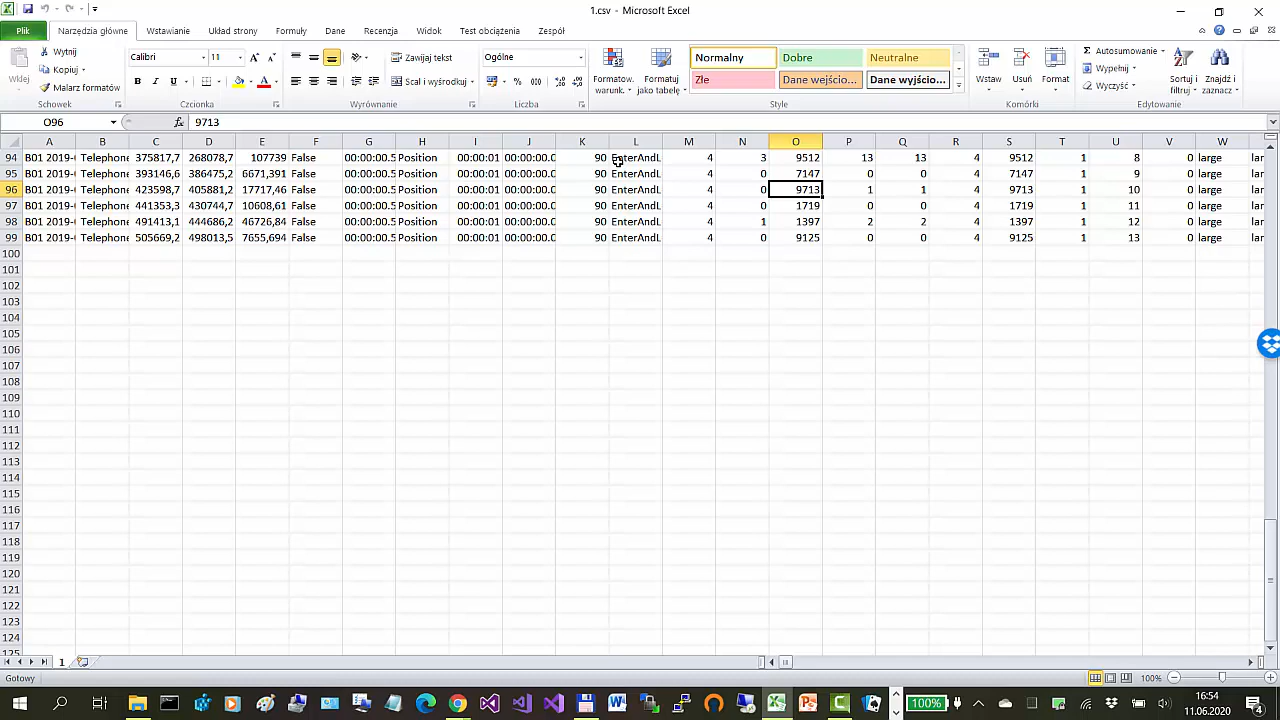 1.csv - Microsoft Excel
Plik Narzędzia główne Wstawianie Układ strony Formuły Dane Recenzja Widok Test obciążenia Zespół
Wklej
Wytnij
Kopiuj
Malarz formatów
Schowek
Calibri 11
Czcionka
Zawijaj tekst
Scal i wyśrodkuj
Wyrównanie
Ogólne
Liczba
Formatow. warunk.
Formatuj jako tabelę
Normalny Dobre Neutralne
Złe Dane wejścio... Dane wyjścio...
Style
Wstaw Usuń Format
Komórki
Autosumowanie
Wypełnij
Wyczyść
Sortuj i filtruj
Znajdź i zaznacz
Edytowanie
O96 fx 9713
A B C D E F G H I J K L M N O P Q R S T U V W
94 B01 2019- Telephone 375817,7 268078,7 107739 False 00:00:00.5 Position 00:00:01 00:00:00.0 90 EnterAndL 4 3 9512 13 13 4 9512 1 8 0 large lar
95 B01 2019- Telephone 393146,6 386475,2 6671,391 False 00:00:00.5 Position 00:00:01 00:00:00.0 90 EnterAndL 4 0 7147 0 0 4 7147 1 9 0 large lar
96 B01 2019- Telephone 423598,7 405881,2 17717,46 False 00:00:00.5 Position 00:00:01 00:00:00.0 90 EnterAndL 4 0 9713 1 1 4 9713 1 10 0 large lar
97 B01 2019- Telephone 441353,3 430744,7 10608,61 False 00:00:00.5 Position 00:00:01 00:00:00.0 90 EnterAndL 4 0 1719 0 0 4 1719 1 11 0 large lar
98 B01 2019- Telephone 491413,1 444686,2 46726,84 False 00:00:00.5 Position 00:00:01 00:00:00.0 90 EnterAndL 4 1 1397 2 2 4 1397 1 12 0 large lar
99 B01 2019- Telephone 505669,2 498013,5 7655,694 False 00:00:00.5 Position 00:00:01 00:00:00.0 90 EnterAndL 4 0 9125 0 0 4 9125 1 13 0 large lar
100
101
102
103
104
105
106
107
108
109
110
111
112
113
114
115
116
117
118
119
120
121
122
123
124
125
1
Gotowy 100%
100% 16:54
11.06.2020